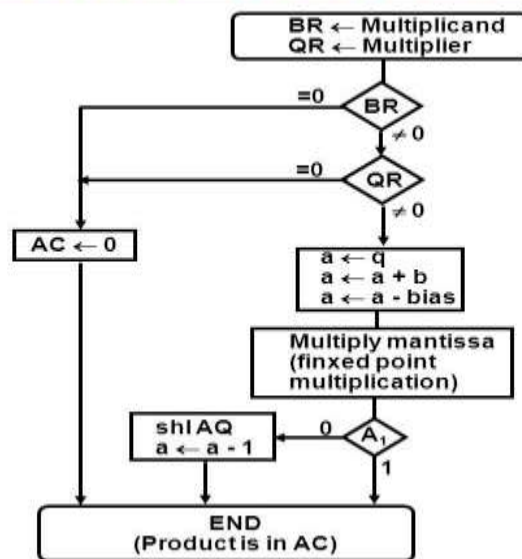 BR ← Multiplicand
QR ← Multiplier
=0
BR
≠ 0
=0
QR
≠ 0
AC ← 0
a ← q
a ← a + b
a ← a - bias
Multiply mantissa
(finxed point
multiplication)
shl AQ
a ← a - 1
0
A1
1
END
(Product is in AC)